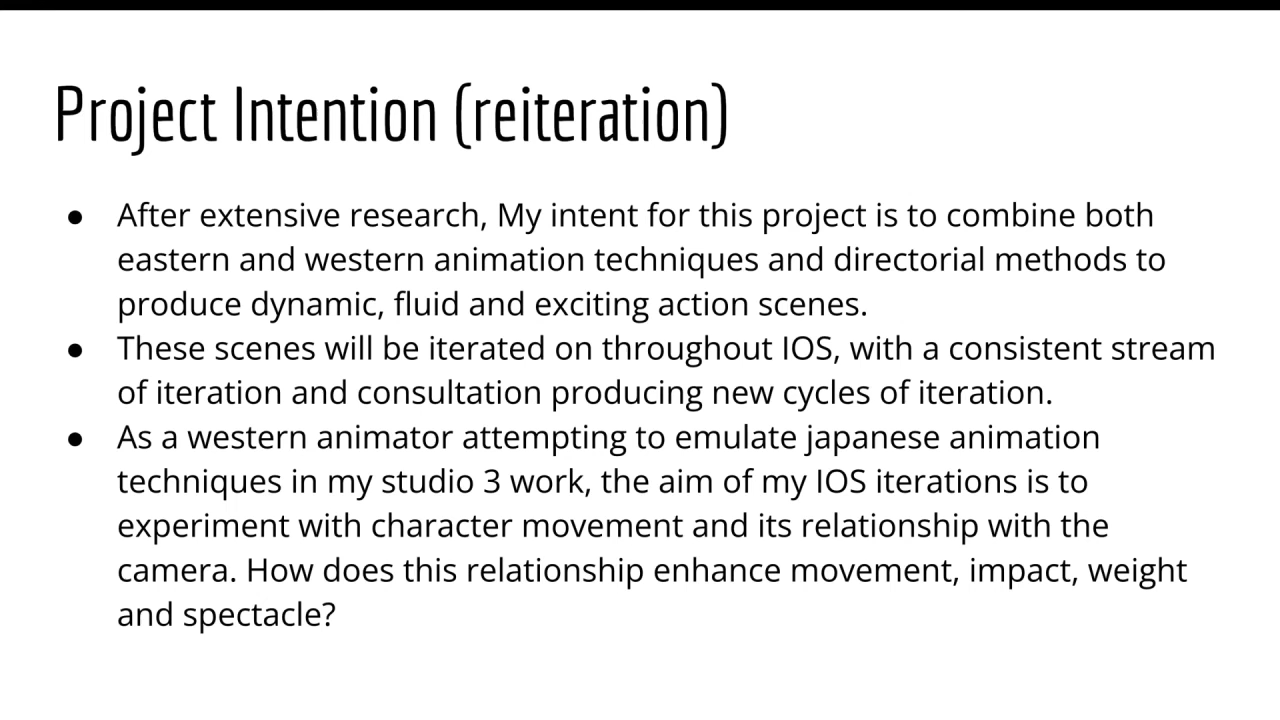 Project Intention (reiteration)
● After extensive research, My intent for this project is to combine both
eastern and western animation techniques and directorial methods to
produce dynamic, fluid and exciting action scenes.
● These scenes will be iterated on throughout IOS, with a consistent stream
of iteration and consultation producing new cycles of iteration.
● As a western animator attempting to emulate japanese animation
techniques in my studio 3 work, the aim of my IOS iterations is to
experiment with character movement and its relationship with the
camera. How does this relationship enhance movement, impact, weight
and spectacle?